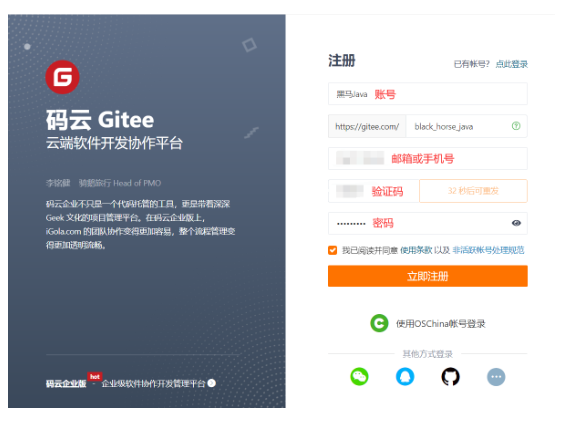 码云 Gitee
云端软件开发协作平台
李铭健 骑鹅旅行 Head of PMO
码云企业不只是一个代码托管的工具，更是带着深深
Geek 文化的项目管理平台。在码云企业版上，
iGola.com 的团队协作变得更加容易，整个流程管理变
得更加透明流畅。
码云企业版 hot · 企业级软件协作开发管理平台
注册
已有帐号？ 点此登录
黑马Java 账号
https://gitee.com/ black_horse_java
邮箱或手机号
验证码 32 秒后可重发
········· 密码
我已阅读并同意 使用条款 以及 非活跃帐号处理规范
立即注册
使用OSChina帐号登录
其他方式登录